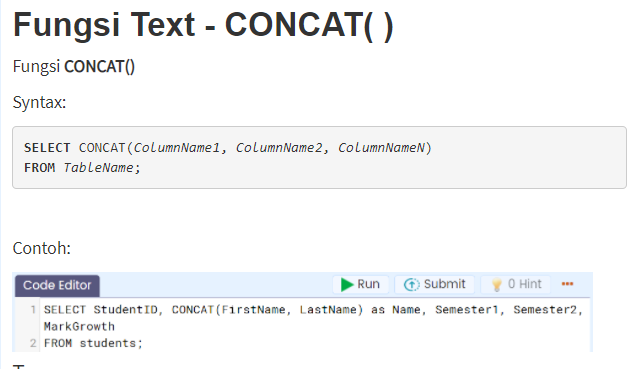 Fungsi Text - CONCAT( )
Fungsi CONCAT()
Syntax:
SELECT CONCAT(ColumnName1, ColumnName2, ColumnNameN)
FROM TableName;
Contoh:
Code Editor Run Submit 0 Hint
1 SELECT StudentID, CONCAT(FirstName, LastName) as Name, Semester1, Semester2,
MarkGrowth
2 FROM students;